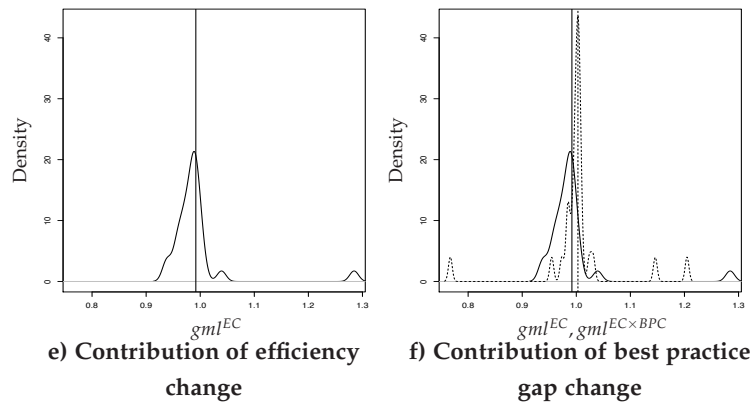 40
30
20
10
0
Density
0.8 0.9 1.0 1.1 1.2 1.3
gml^EC
e) Contribution of efficiency
change
40
30
20
10
0
Density
0.8 0.9 1.0 1.1 1.2 1.3
gml^EC, gml^EC×BPC
f) Contribution of best practice
gap change